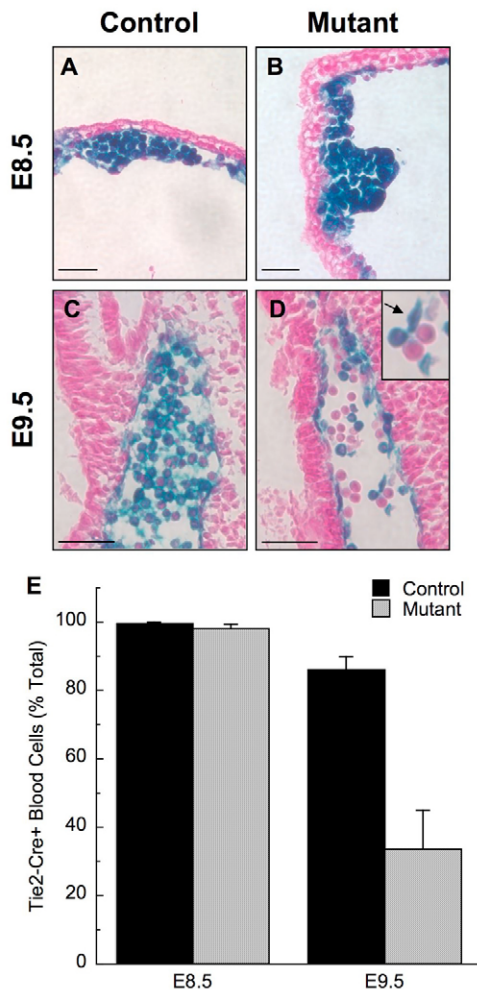 Control Mutant
E8.5
A
B
E9.5
C
D
E
Control
Mutant
Tie2-Cre+ Blood Cells (% Total)
100
80
60
40
20
0
E8.5 E9.5